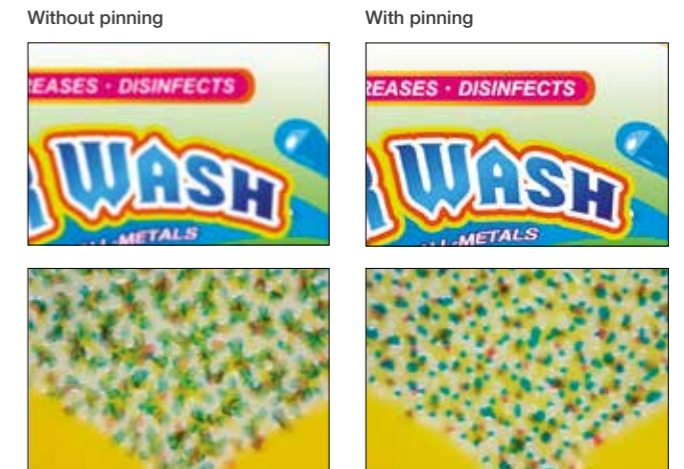 Without pinning
With pinning
REASES · DISINFECTS
REASES · DISINFECTS
WASH
WASH
METALS
METALS